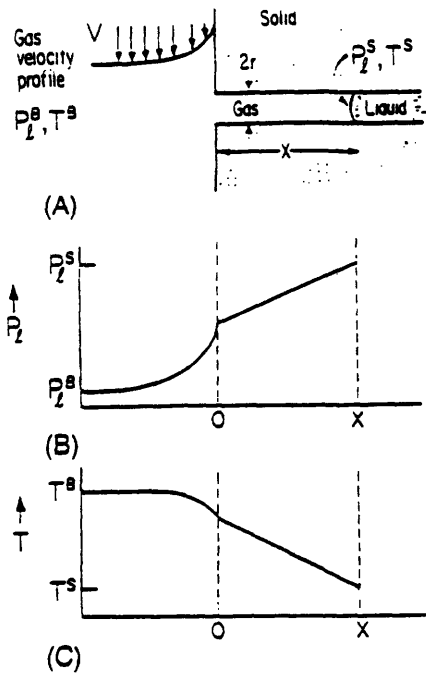 Solid
Gas velocity profile
V
2r
P_l^S, T^S
P_l^B, T^B
Gas
Liquid
X
(A)
P_l^S
P_l
P_l^B
O
X
(B)
T^B
T
T^S
O
X
(C)